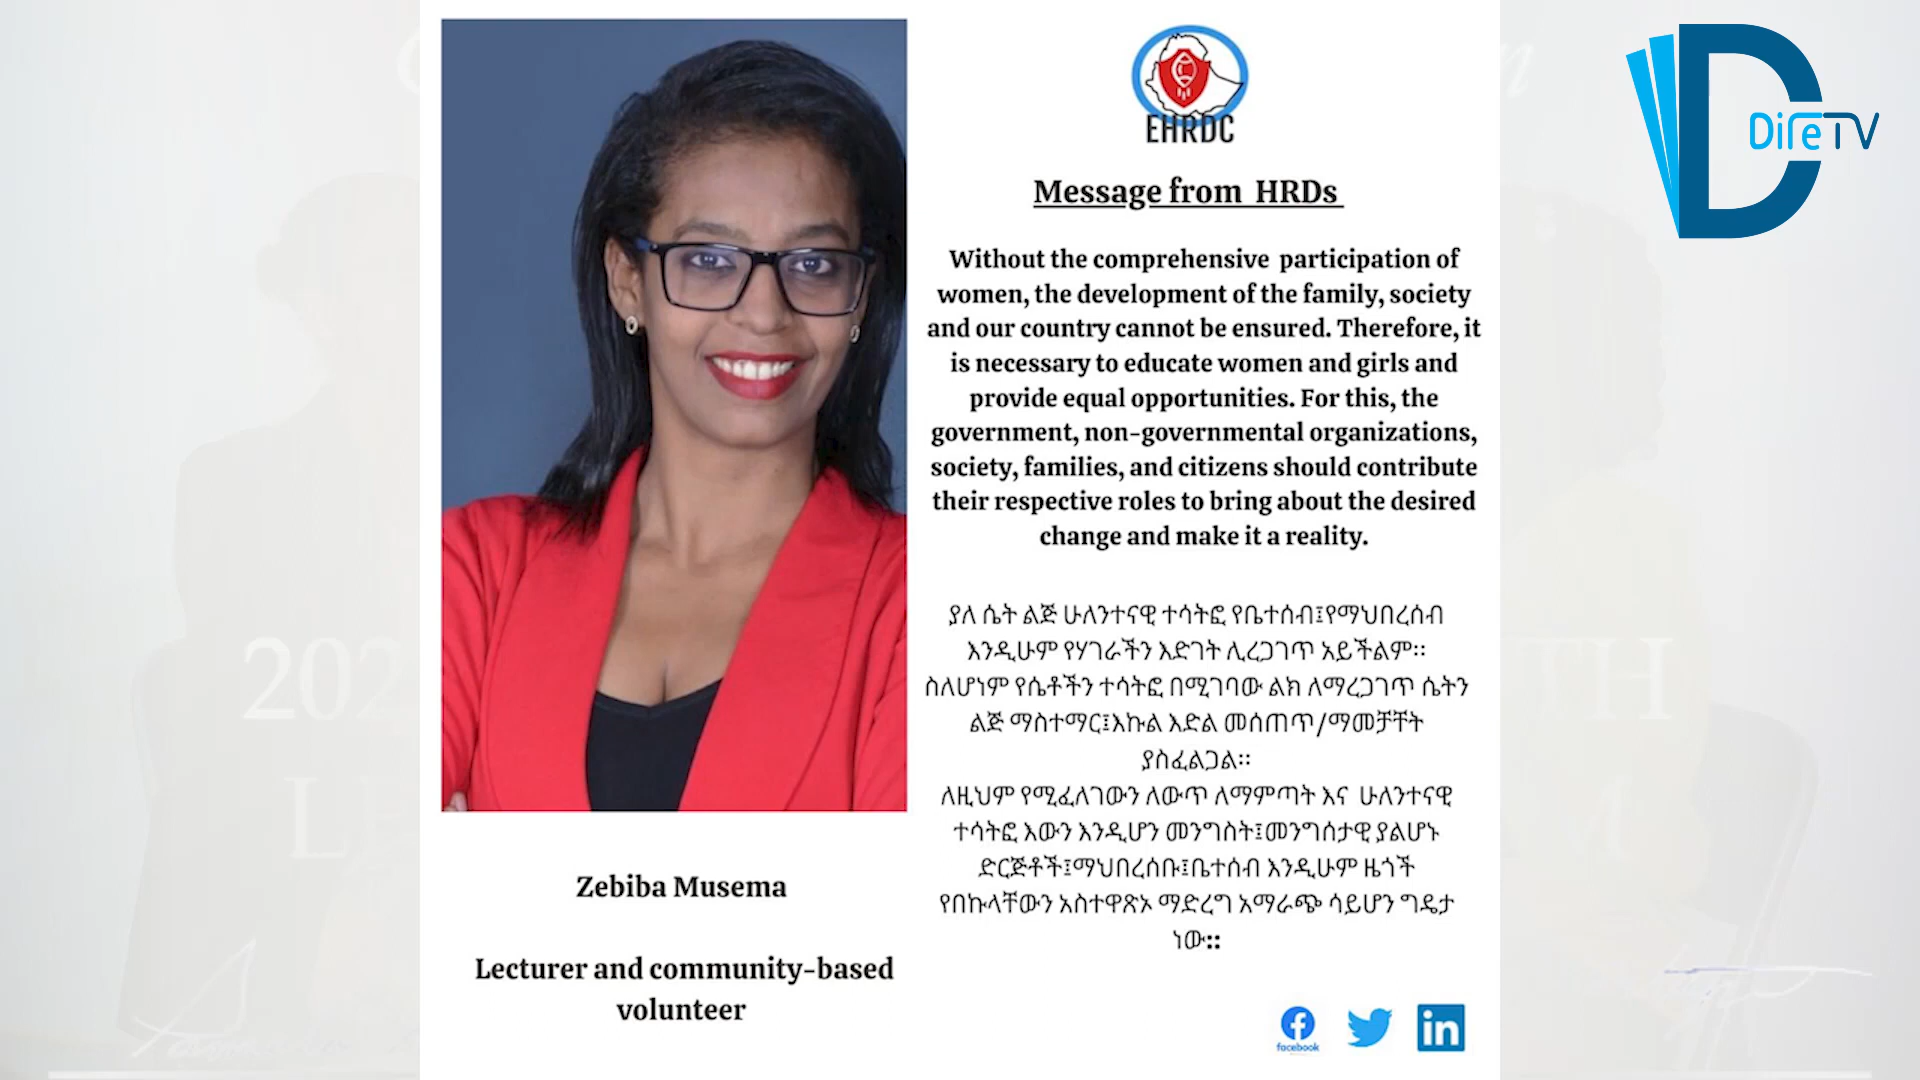 EHRDC
Message from HRDs
Without the comprehensive participation of
women, the development of the family, society
and our country cannot be ensured. Therefore, it
is necessary to educate women and girls and
provide equal opportunities. For this, the
government, non-governmental organizations,
society, families, and citizens should contribute
their respective roles to bring about the desired
change and make it a reality.
ያለ ሴት ልጅ ሁለንተናዊ ተሳትፎ የቤተሰብ፤የማህበረሰብ
እንዲሁም የሃገራችን እድገት ሊረጋገጥ አይችልም፡፡
ስለሆነም የሴቶችን ተሳትፎ በሚገባው ልክ ለማረጋገጥ ሴትን
ልጅ ማስተማር፤እኩል እድል መሰጠጥ/ማመቻቸት
ያስፈልጋል፡፡
ለዚህም የሚፈለገውን ለውጥ ለማምጣት እና ሁለንተናዊ
ተሳትፎ እውን እንዲሆን መንግስት፤መንግሰታዊ ያልሆኑ
ድርጅቶች፤ማህበረሰቡ፤ቤተሰብ እንዲሁም ዜጎች
የበኩላቸውን አስተዋጽኦ ማድረግ አማራጭ ሳይሆን ግዴታ
ነው::
Zebiba Musema
Lecturer and community-based
volunteer
facebook
in
DireTV
202
TH